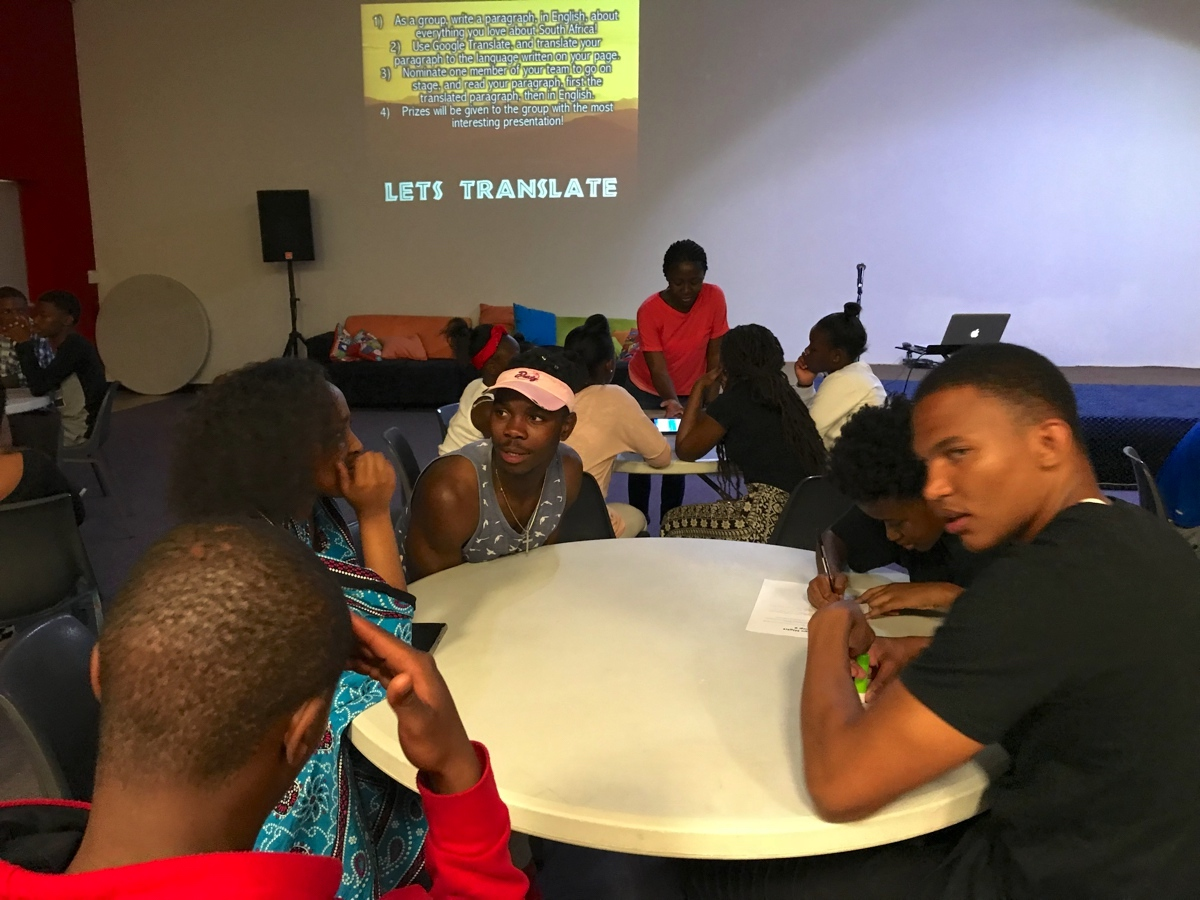 1) As a group, write a paragraph, in English, about
everything you love about South Africa!
2) Use Google Translate, and translate your
paragraph to the language written on your page.
3) Nominate one member of your team to go on
stage, and read your paragraph, first the
translated paragraph, then in English.
4) Prizes will be given to the group with the most
interesting presentation!
LETS TRANSLATE